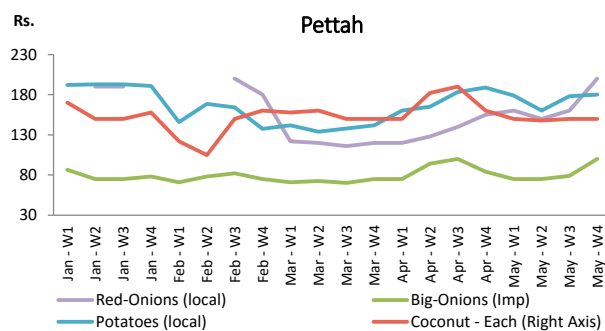 Rs.
Pettah
230
180
130
80
30
Jan - W1
Jan - W2
Jan - W3
Jan - W4
Feb - W1
Feb - W2
Feb - W3
Feb - W4
Mar - W1
Mar - W2
Mar - W3
Mar - W4
Apr - W1
Apr - W2
Apr - W3
Apr - W4
May - W1
May - W2
May - W3
May - W4
Red-Onions (local)
Big-Onions (Imp)
Potatoes (local)
Coconut - Each (Right Axis)